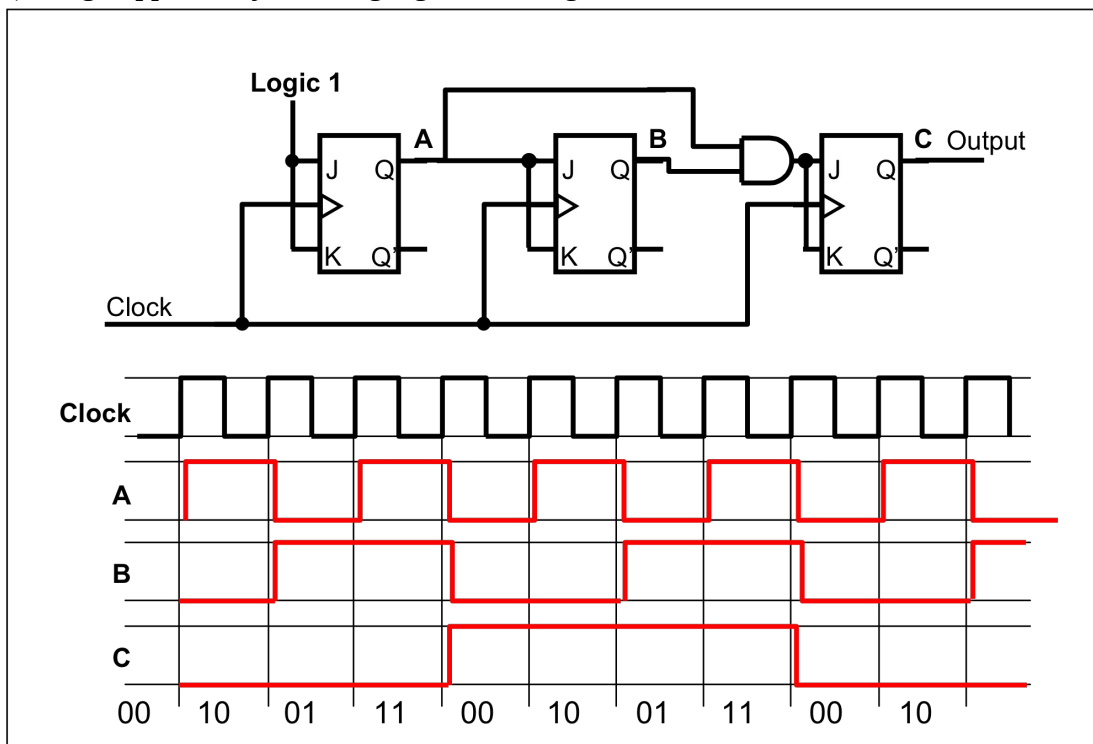 Logic 1
A
B
C Output
J Q
J Q
J Q
K Q'
K Q'
K Q'
Clock
Clock
A
B
C
00 10 01 11 00 10 01 11 00 10